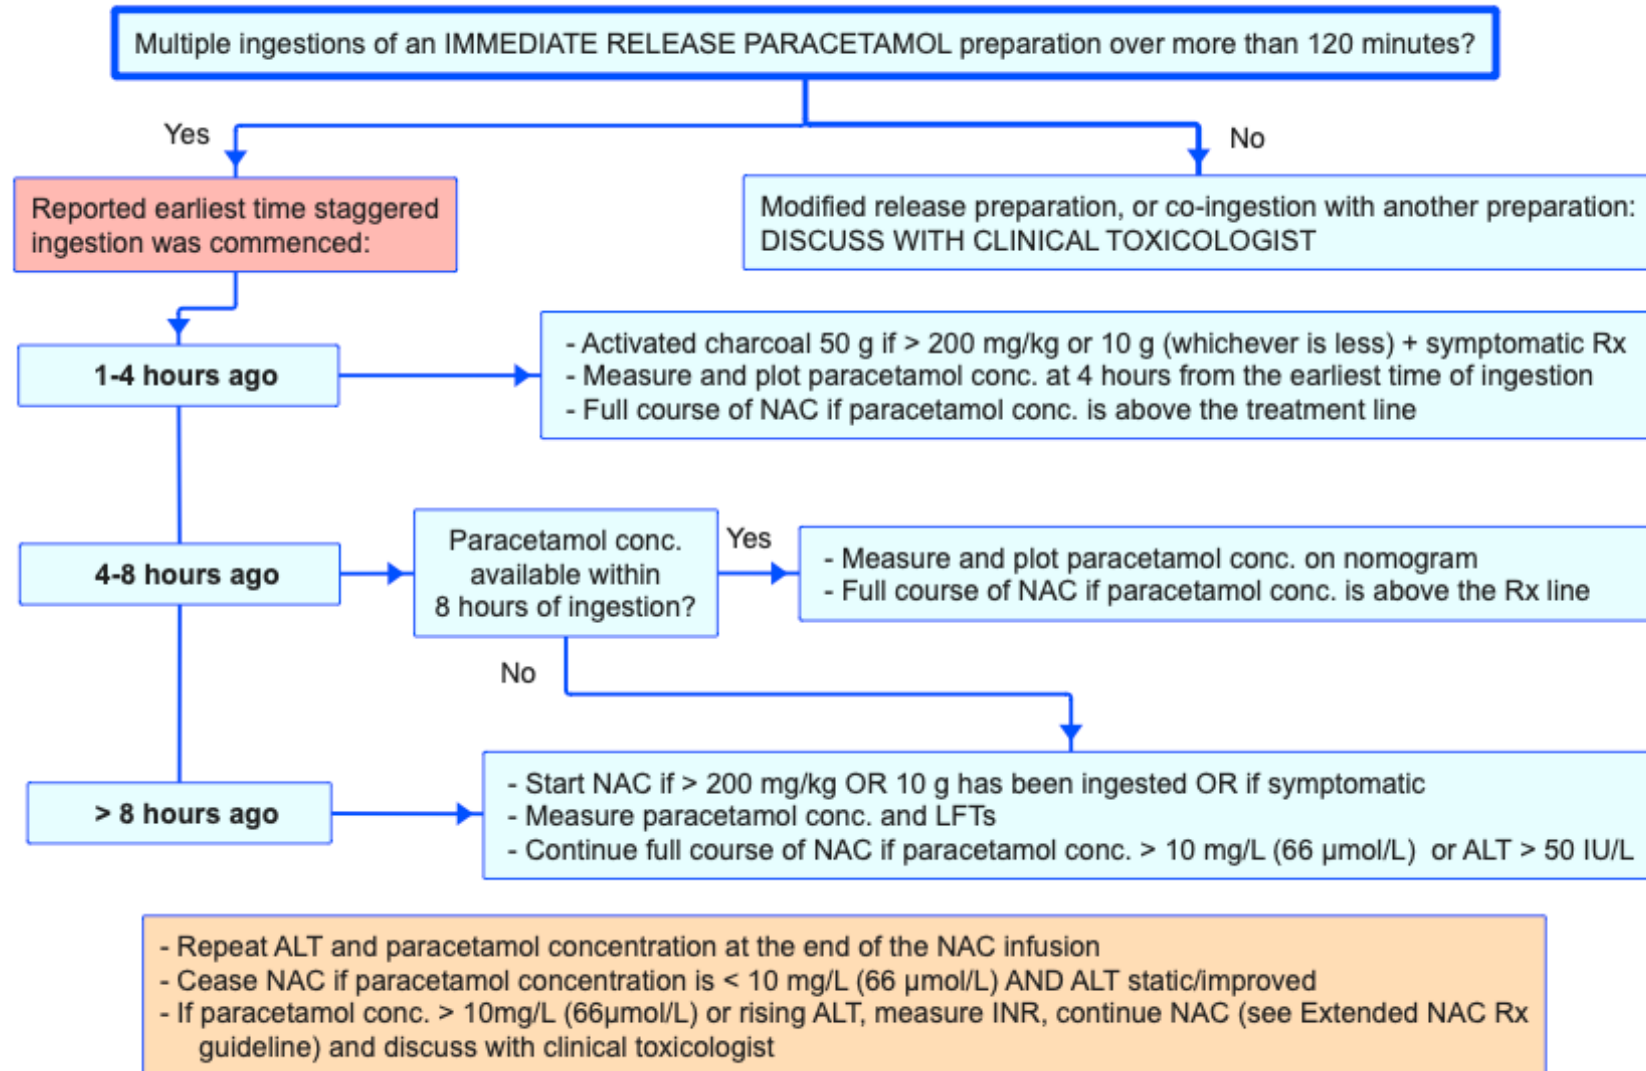 Multiple ingestions of an IMMEDIATE RELEASE PARACETAMOL preparation over more than 120 minutes?
Yes
No
Reported earliest time staggered
ingestion was commenced:
Modified release preparation, or co-ingestion with another preparation:
DISCUSS WITH CLINICAL TOXICOLOGIST
1-4 hours ago
- Activated charcoal 50 g if > 200 mg/kg or 10 g (whichever is less) + symptomatic Rx
- Measure and plot paracetamol conc. at 4 hours from the earliest time of ingestion
- Full course of NAC if paracetamol conc. is above the treatment line
4-8 hours ago
Paracetamol conc.
available within
8 hours of ingestion?
Yes
- Measure and plot paracetamol conc. on nomogram
- Full course of NAC if paracetamol conc. is above the Rx line
No
> 8 hours ago
- Start NAC if > 200 mg/kg OR 10 g has been ingested OR if symptomatic
- Measure paracetamol conc. and LFTs
- Continue full course of NAC if paracetamol conc. > 10 mg/L (66 µmol/L) or ALT > 50 IU/L
- Repeat ALT and paracetamol concentration at the end of the NAC infusion
- Cease NAC if paracetamol concentration is < 10 mg/L (66 µmol/L) AND ALT static/improved
- If paracetamol conc. > 10mg/L (66µmol/L) or rising ALT, measure INR, continue NAC (see Extended NAC Rx
guideline) and discuss with clinical toxicologist